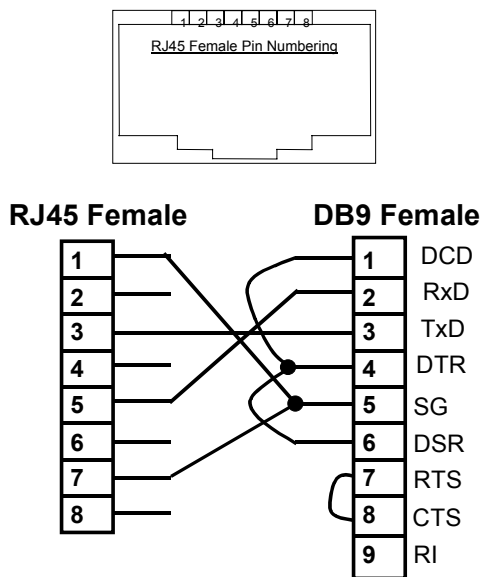 1 2 3 4 5 6 7 8
RJ45 Female Pin Numbering
RJ45 Female DB9 Female
1 1 DCD
2 2 RxD
3 3 TxD
4 4 DTR
5 5 SG
6 6 DSR
7 7 RTS
8 8 CTS
9 RI